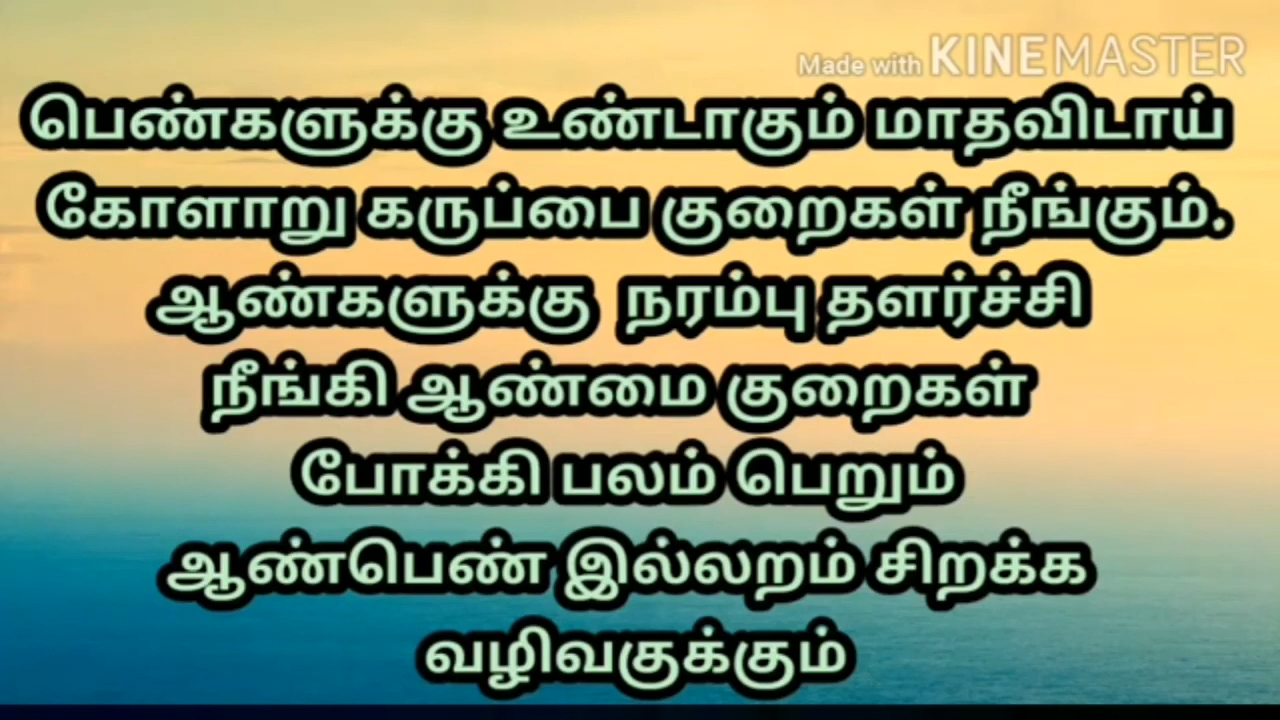 Made with KINEMASTER
பெண்களுக்கு உண்டாகும் மாதவிடாய்
கோளாறு கருப்பை குறைகள் நீங்கும்.
ஆண்களுக்கு நரம்பு தளர்ச்சி
நீங்கி ஆண்மை குறைகள்
போக்கி பலம் பெறும்
ஆண்பெண் இல்லறம் சிறக்க
வழிவகுக்கும்